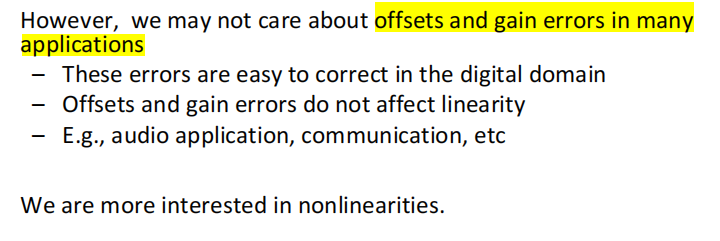 However,  we may not care about offsets and gain errors in many
applications
– These errors are easy to correct in the digital domain
– Offsets and gain errors do not affect linearity
– E.g., audio application, communication, etc
We are more interested in nonlinearities.